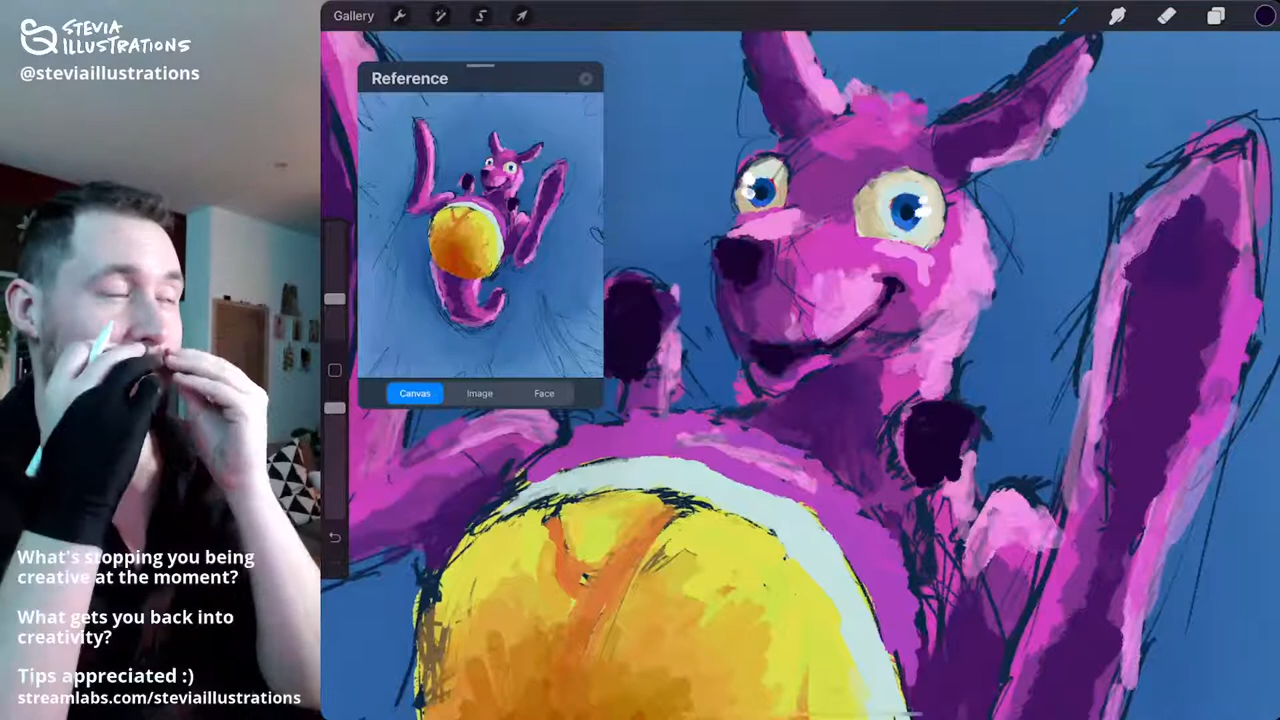 STEVIA
ILLUSTRATIONS
@steviaillustrations
Gallery
Reference
Canvas
Image
Face
What's stopping you being
creative at the moment?
What gets you back into
creativity?
Tips appreciated :)
streamlabs.com/steviaillustrations